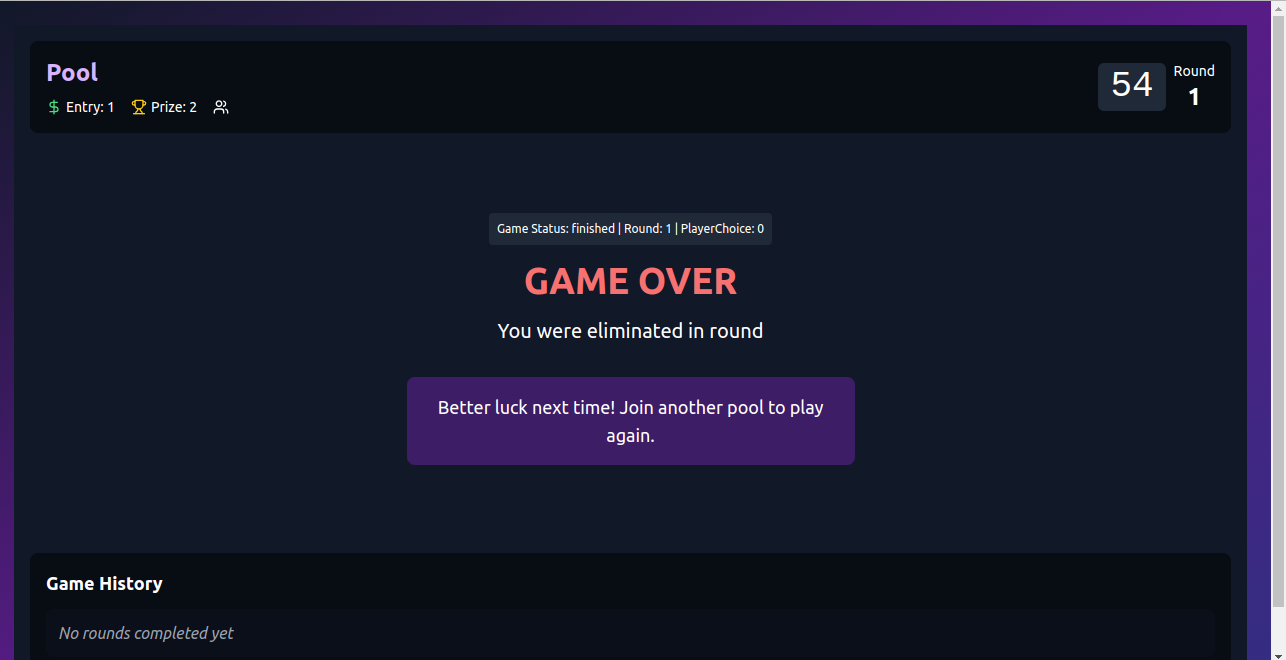 Pool
Entry: 1 Prize: 2
54
Round
1
Game Status: finished | Round: 1 | PlayerChoice: 0
GAME OVER
You were eliminated in round
Better luck next time! Join another pool to play
again.
Game History
No rounds completed yet